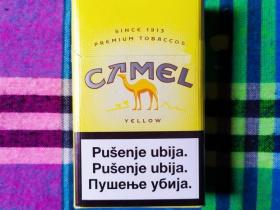 SINCE 1913
PREMIUM TOBACCOS
CAMEL
YELLOW
Pušenje ubija.
Pušenje ubija.
Пушење убија.